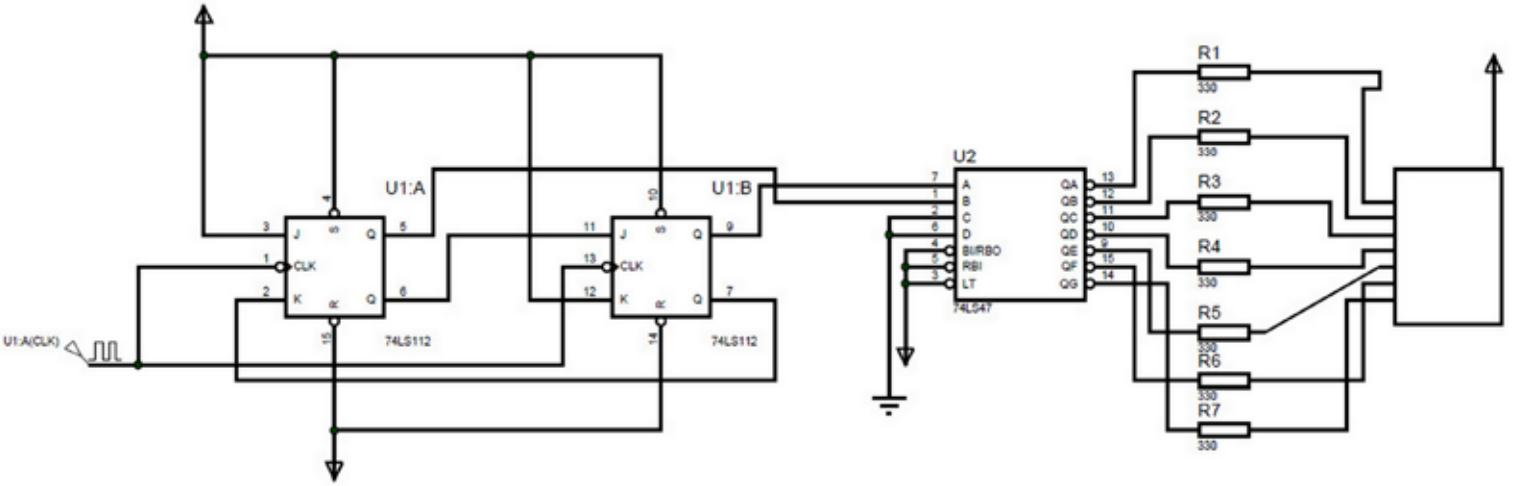 R1
330
R2
330
R3
330
R4
330
R5
330
R6
330
R7
330
U2
74LS47
7 A QA 13
1 B QB 12
2 C QC 11
6 D QD 10
4 BI/RBO QE 9
5 RBI QF 15
3 LT QG 14
U1:A
4
S
3 J Q 5
1 CLK
2 K Q 6
R
15
74LS112
U1:B
10
S
11 J Q 9
13 CLK
12 K Q 7
R
14
74LS112
U1:A(CLK)